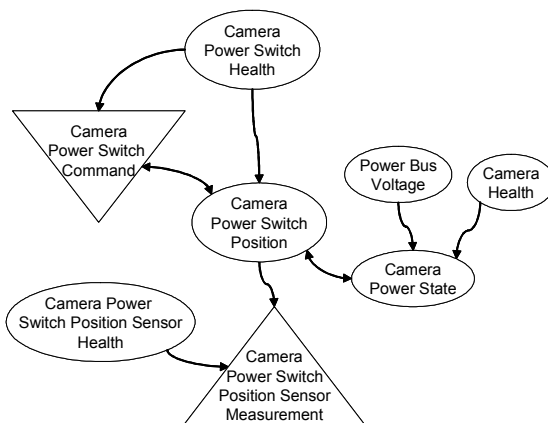 Camera
Power Switch
Health
Camera
Power Switch
Command
Power Bus
Voltage
Camera
Health
Camera
Power Switch
Position
Camera
Power State
Camera Power
Switch Position Sensor
Health
Camera
Power Switch
Position Sensor
Measurement